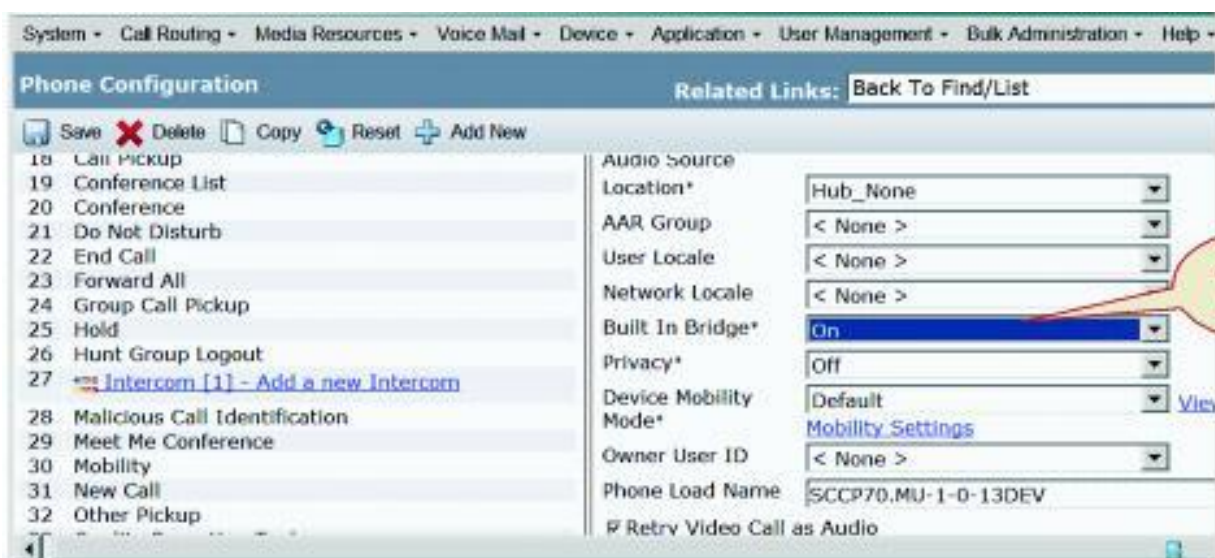 System Call Routing Media Resources Voice Mail Device Application User Management Bulk Administration Help
Phone Configuration
Related Links: Back To Find/List
Save Delete Copy Reset Add New
18 Call Pickup
19 Conference List
20 Conference
21 Do Not Disturb
22 End Call
23 Forward All
24 Group Call Pickup
25 Hold
26 Hunt Group Logout
27 Intercom [1] - Add a new Intercom
28 Malicious Call Identification
29 Meet Me Conference
30 Mobility
31 New Call
32 Other Pickup
Audio Source
Location* Hub_None
AAR Group < None >
User Locale < None >
Network Locale < None >
Built In Bridge* On
Privacy* Off
Device Mobility Mode* Default
Mobility Settings
Owner User ID < None >
Phone Load Name SCCP70.MU-1-0-13DEV
Retry Video Call as Audio